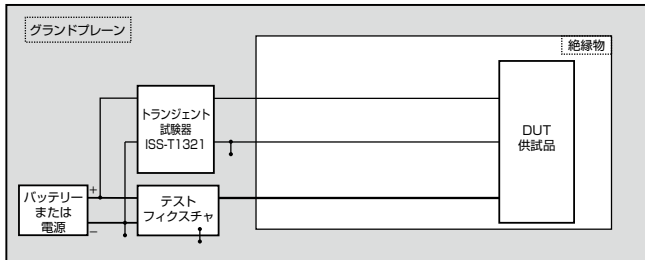 グランドプレーン
絶縁物
トランジェント
試験器
ISS-T1321
DUT
供試品
バッテリー
または
電源
+
−
テスト
フィクスチャ